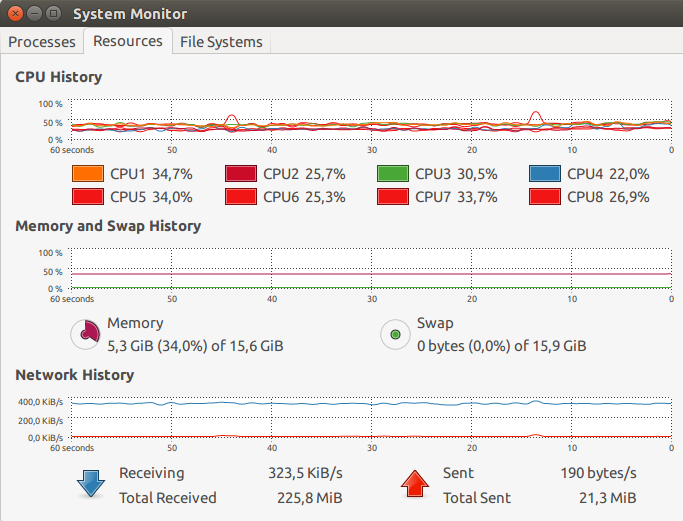 System Monitor
Processes Resources File Systems
CPU History
100 %
50 %
0 %
60 seconds 50 40 30 20 10 0
CPU1 34,7% CPU2 25,7% CPU3 30,5% CPU4 22,0%
CPU5 34,0% CPU6 25,3% CPU7 33,7% CPU8 26,9%
Memory and Swap History
100 %
50 %
0 %
60 seconds 50 40 30 20 10 0
Memory Swap
5,3 GiB (34,0%) of 15,6 GiB 0 bytes (0,0%) of 15,9 GiB
Network History
400,0 KiB/s
200,0 KiB/s
0,0 KiB/s
60 seconds 50 40 30 20 10 0
Receiving 323,5 KiB/s Sent 190 bytes/s
Total Received 225,8 MiB Total Sent 21,3 MiB